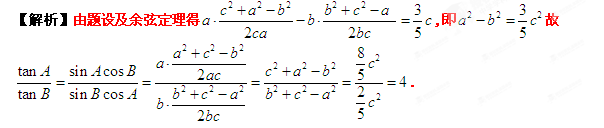 【解析】由题设及余弦定理得 $a \cdot \frac{c^2+a^2-b^2}{2ca} - b \cdot \frac{b^2+c^2-a}{2bc} = \frac{3}{5}c$ ,即 $a^2-b^2=\frac{3}{5}c^2$ 故
$\frac{\tan A}{\tan B} = \frac{\sin A\cos B}{\sin B\cos A} = \frac{a \cdot \frac{a^2+c^2-b^2}{2ac}}{b \cdot \frac{b^2+c^2-a^2}{2bc}} = \frac{c^2+a^2-b^2}{b^2+c^2-a^2} = \frac{\frac{8}{5}c^2}{\frac{2}{5}c^2} = 4$ .